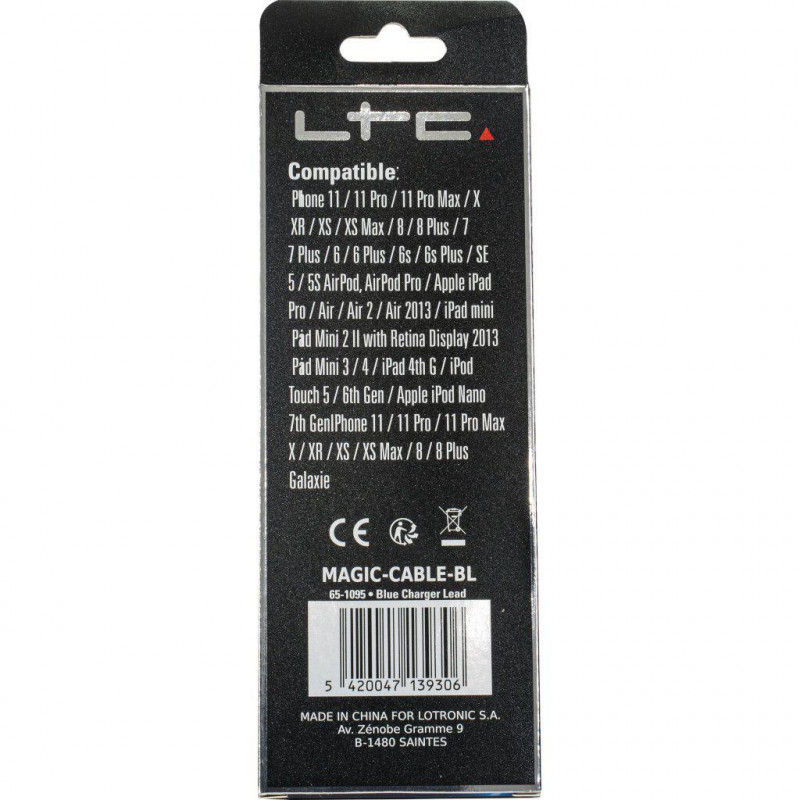 LTC
Compatible:
Phone 11 / 11 Pro / 11 Pro Max / X
XR / XS / XS Max / 8 / 8 Plus / 7
7 Plus / 6 / 6 Plus / 6s / 6s Plus / SE
5 / 5S AirPod, AirPod Pro / Apple iPad
Pro / Air / Air 2 / Air 2013 / iPad mini
Pad Mini 2 II with Retina Display 2013
Pad Mini 3 / 4 / iPad 4th G / iPod
Touch 5 / 6th Gen / Apple iPod Nano
7th GenIPhone 11 / 11 Pro / 11 Pro Max
X / XR / XS / XS Max / 8 / 8 Plus
Galaxie
CE
MAGIC-CABLE-BL
65-1095 • Blue Charger Lead
5 420047 139306
MADE IN CHINA FOR LOTRONIC S.A.
Av. Zénobe Gramme 9
B-1480 SAINTES